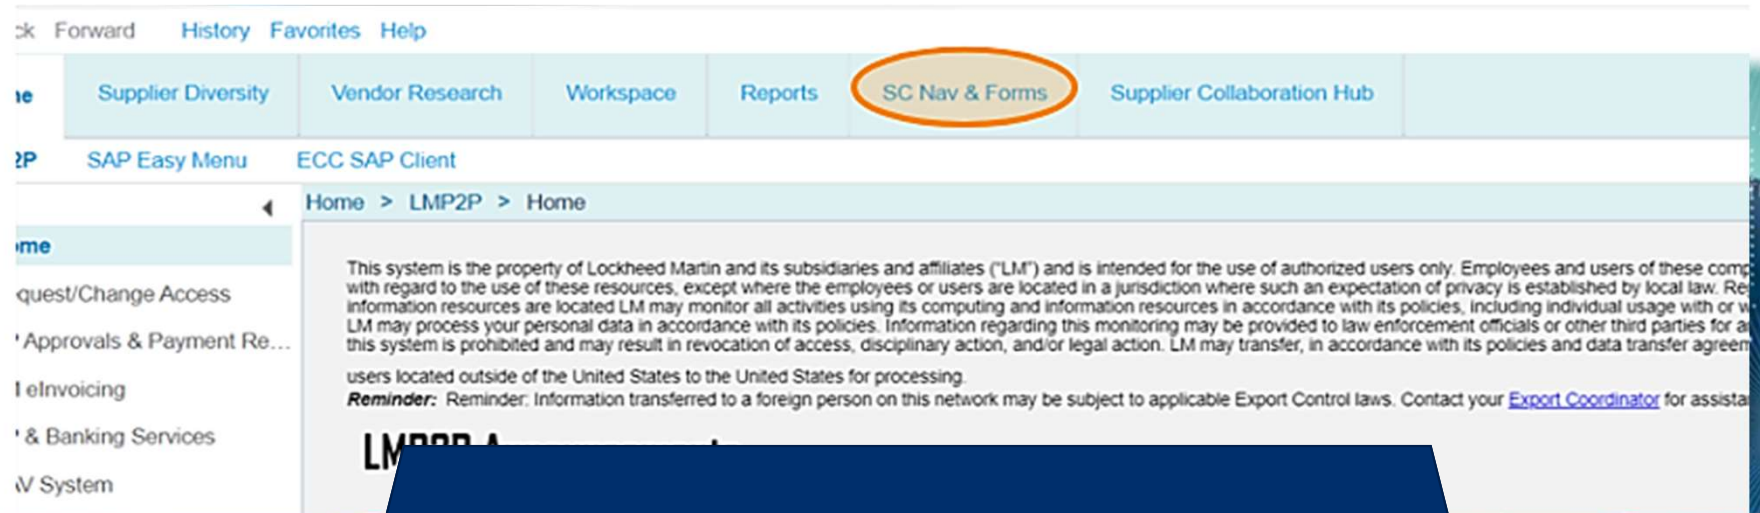 Forward History Favorites Help
Supplier Diversity Vendor Research Workspace Reports SC Nav & Forms Supplier Collaboration Hub
SAP Easy Menu ECC SAP Client
Home > LMP2P > Home
This system is the property of Lockheed Martin and its subsidiaries and affiliates ("LM") and is intended for the use of authorized users only. Employees and users of these
with regard to the use of these resources, except where the employees or users are located in a jurisdiction where such an expectation of privacy is established by local law.
information resources are located LM may monitor all activities using its computing and information resources in accordance with its policies, including individual usage with or
LM may process your personal data in accordance with its policies. Information regarding this monitoring may be provided to law enforcement officials or other third parties for
this system is prohibited and may result in revocation of access, disciplinary action, and/or legal action. LM may transfer, in accordance with its policies and data transfer
users located outside of the United States to the United States for processing.
Reminder: Reminder: Information transferred to a foreign person on this network may be subject to applicable Export Control laws. Contact your Export Coordinator for
Access
Approvals & Payment Re...
eInvoicing
& Banking Services
System